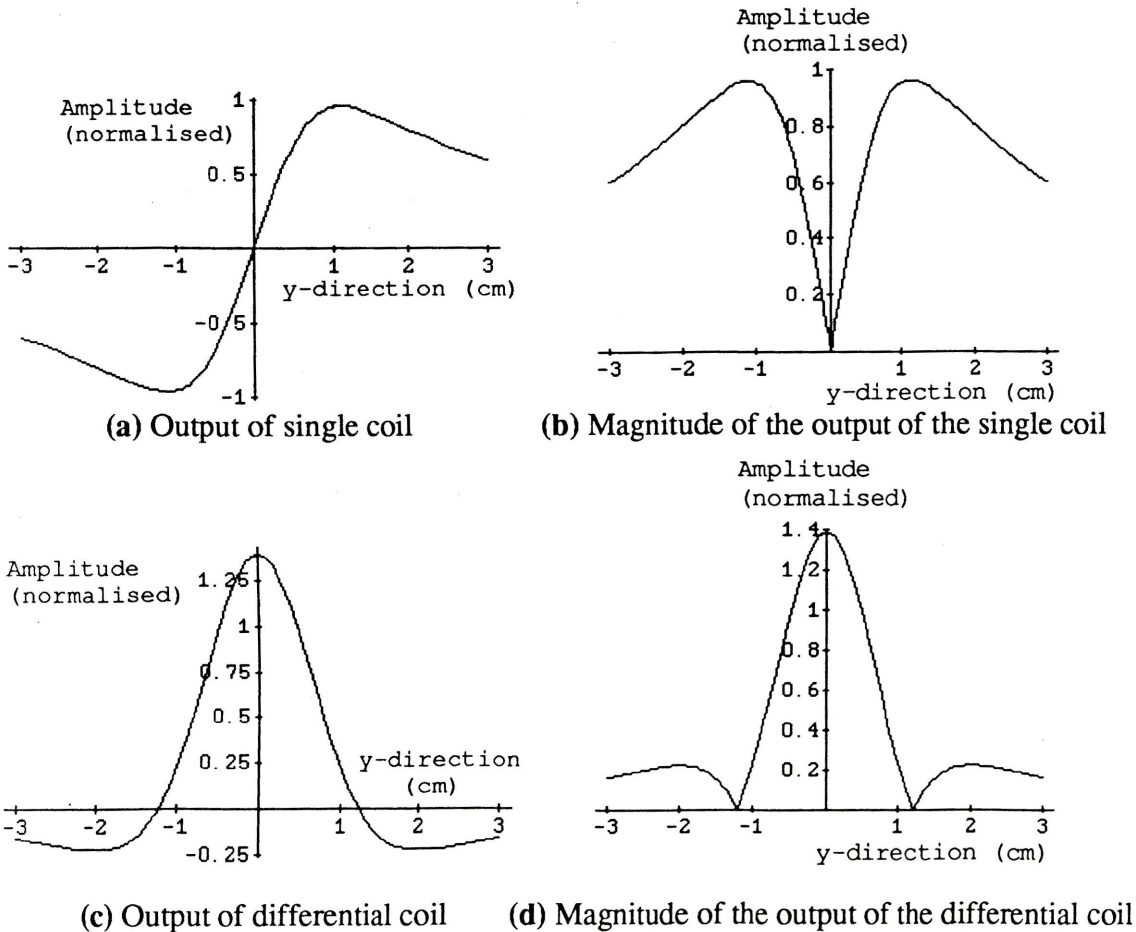 Amplitude
(normalised)
1
0.5
-3 -2 -1 1 2 3
y-direction (cm)
-0.5
-1
(a) Output of single coil
Amplitude
(normalised)
1
0.8
0.6
0.4
0.2
-3 -2 -1 1 2 3
y-direction (cm)
(b) Magnitude of the output of the single coil
Amplitude
(normalised)
1.25
1
0.75
0.5
0.25
y-direction
(cm)
-3 -2 -1 1 2 3
-0.25
(c) Output of differential coil
Amplitude
(normalised)
1.4
1.2
1
0.8
0.6
0.4
0.2
-3 -2 -1 1 2 3
y-direction (cm)
(d) Magnitude of the output of the differential coil